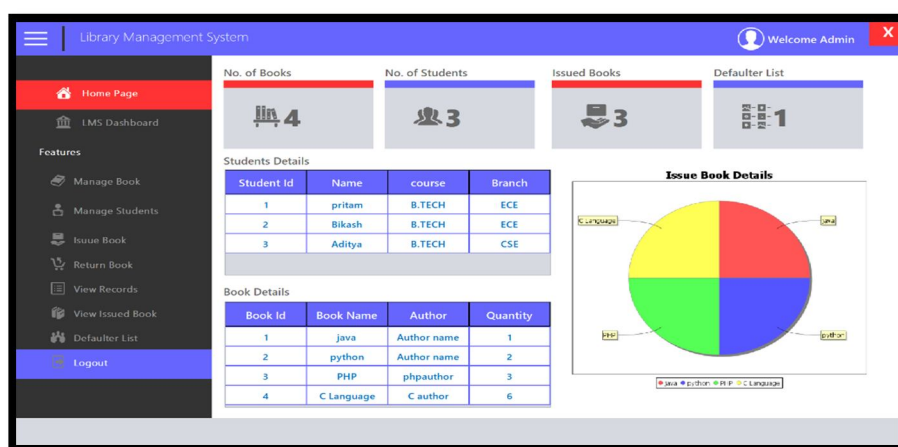 Library Management System
Welcome Admin
X
Home Page
LMS Dashboard
Features
Manage Book
Manage Students
Isuue Book
Return Book
View Records
View Issued Book
Defaulter List
Logout
No. of Books
4
No. of Students
3
Issued Books
3
Defaulter List
1
Students Details
Student Id Name course Branch
1 pritam B.TECH ECE
2 Bikash B.TECH ECE
3 Aditya B.TECH CSE
Book Details
Book Id Book Name Author Quantity
1 java Author name 1
2 python Author name 2
3 PHP phpauthor 3
4 C Language C author 6
Issue Book Details
C Language
java
PHP
python
java python PHP C Language